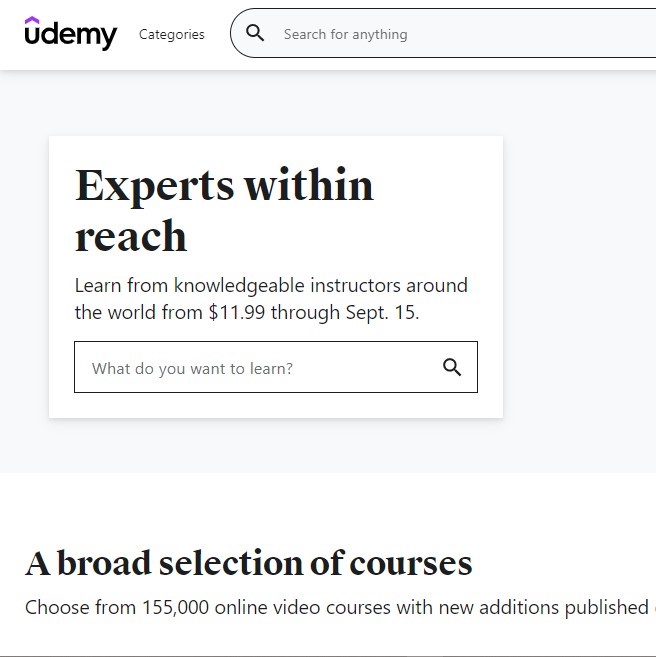 udemy Categories Search for anything
Experts within
reach
Learn from knowledgeable instructors around
the world from $11.99 through Sept. 15.
What do you want to learn?
A broad selection of courses
Choose from 155,000 online video courses with new additions published